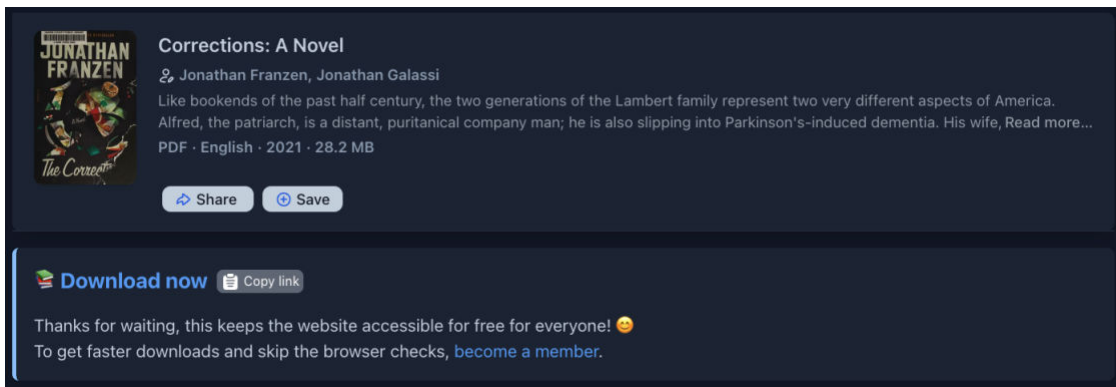 JONATHAN
FRANZEN
The Correct
Corrections: A Novel
Jonathan Franzen, Jonathan Galassi
Like bookends of the past half century, the two generations of the Lambert family represent two very different aspects of America.
Alfred, the patriarch, is a distant, puritanical company man; he is also slipping into Parkinson's-induced dementia. His wife, Read more...
PDF · English · 2021 · 28.2 MB
Share Save
Download now Copy link
Thanks for waiting, this keeps the website accessible for free for everyone!
To get faster downloads and skip the browser checks, become a member.